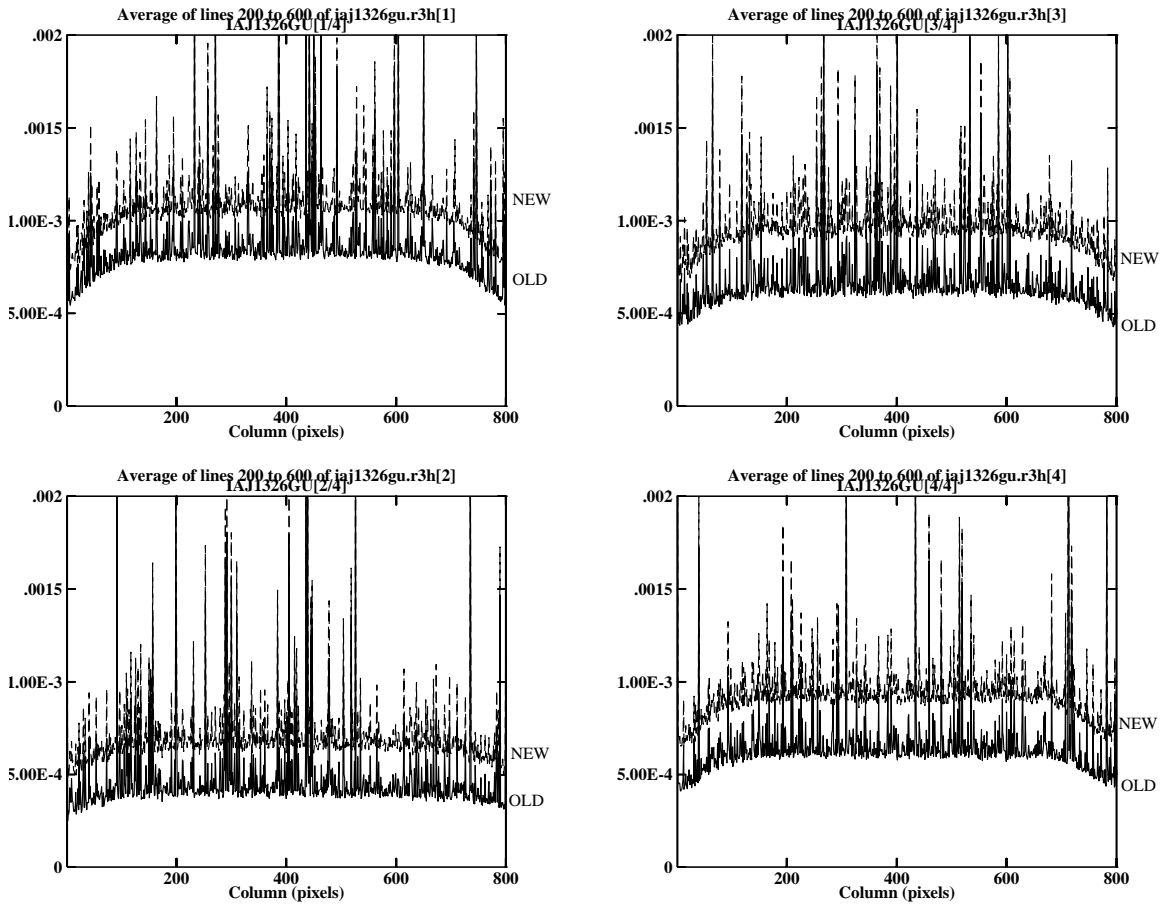 Average of lines 200 to 600 of iaj1326gu.r3h[1]
IAJ1326GU[1/4]
.002
.0015
1.00E-3
5.00E-4
0
NEW
OLD
200
400
600
800
Column (pixels)
Average of lines 200 to 600 of iaj1326gu.r3h[3]
IAJ1326GU[3/4]
.002
.0015
1.00E-3
5.00E-4
0
NEW
OLD
200
400
600
800
Column (pixels)
Average of lines 200 to 600 of iaj1326gu.r3h[2]
IAJ1326GU[2/4]
.002
.0015
1.00E-3
5.00E-4
0
NEW
OLD
200
400
600
800
Column (pixels)
Average of lines 200 to 600 of iaj1326gu.r3h[4]
IAJ1326GU[4/4]
.002
.0015
1.00E-3
5.00E-4
0
NEW
OLD
200
400
600
800
Column (pixels)